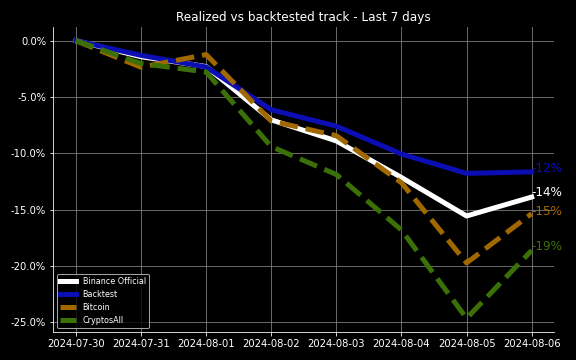 Realized vs backtested track - Last 7 days
0.0%
-5.0%
-10.0%
-15.0%
-20.0%
-25.0%
-12%
-14%
-15%
-19%
Binance Official
Backtest
Bitcoin
CryptosAll
2024-07-30 2024-07-31 2024-08-01 2024-08-02 2024-08-03 2024-08-04 2024-08-05 2024-08-06